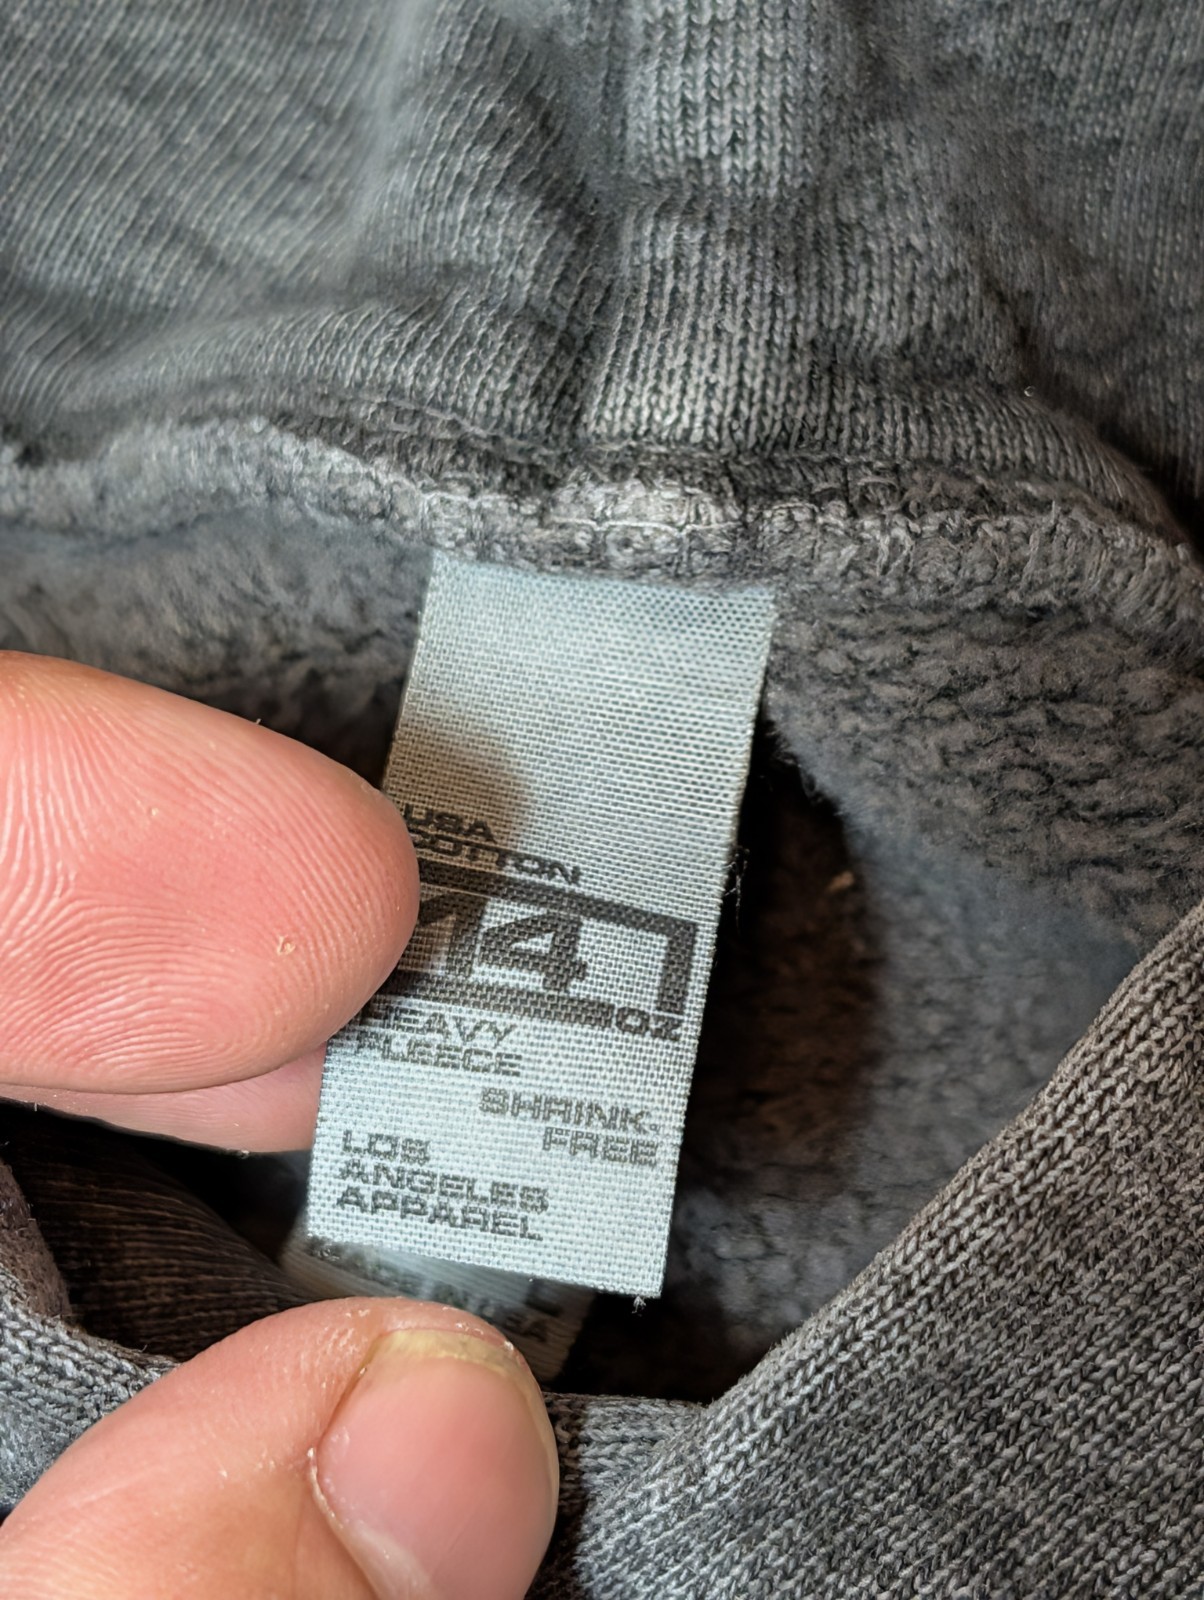 USA
COTTON
14
OZ
HEAVY
FLEECE
SHRINK-
FREE
LOS
ANGELES
APPAREL